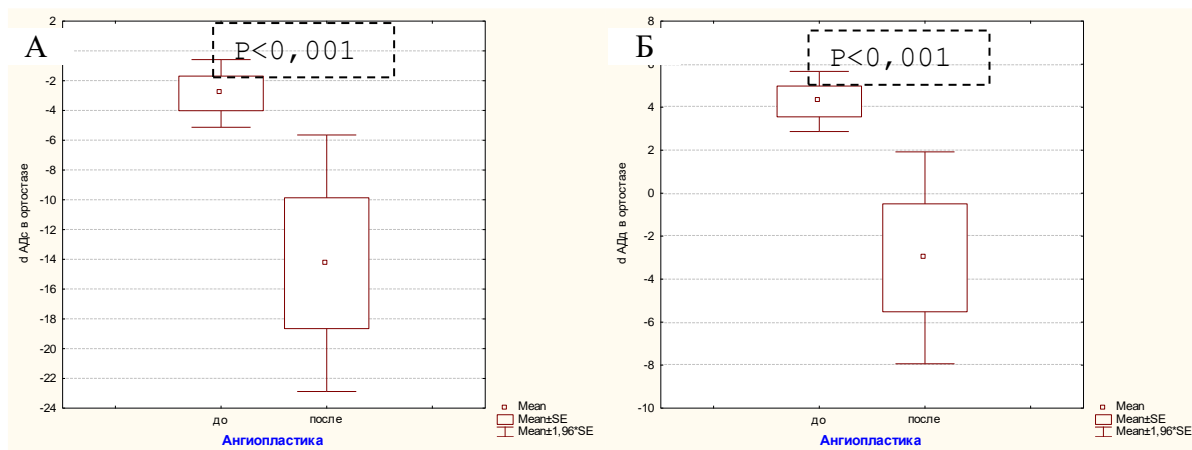 А
P<0,001
2
-2
-4
-6
-8
-10
-12
-14
-16
-18
-20
-22
-24
d АДс в ортостазе
до
после
Ангиопластика
Mean
Mean±SE
Mean±1,96*SE
Б
P<0,001
8
6
4
2
0
-2
-4
-6
-8
-10
d АДд в ортостазе
до
после
Ангиопластика
Mean
Mean±SE
Mean±1,96*SE